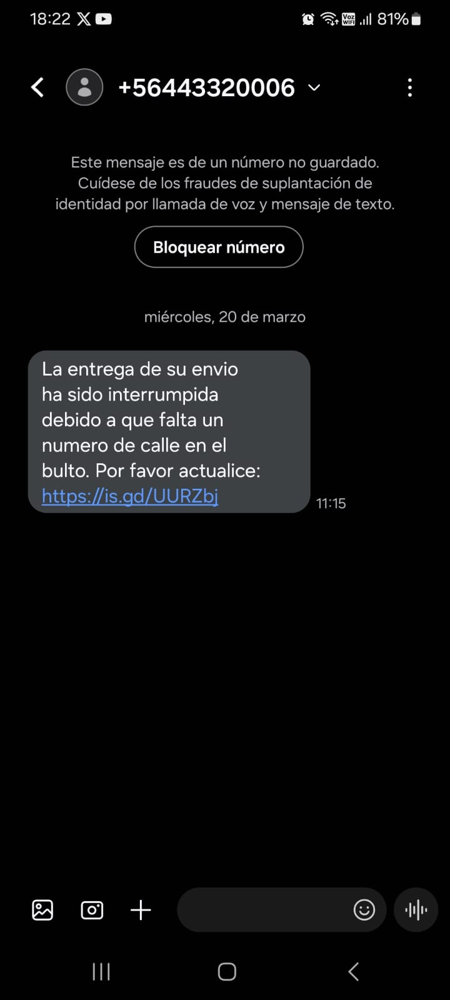 18:22 81%
Voz
WiFi
+56443320006
Este mensaje es de un número no guardado.
Cuídese de los fraudes de suplantación de
identidad por llamada de voz y mensaje de texto.
Bloquear número
miércoles, 20 de marzo
La entrega de su envio
ha sido interrumpida
debido a que falta un
numero de calle en el
bulto. Por favor actualice:
https://is.gd/UURZbj
11:15